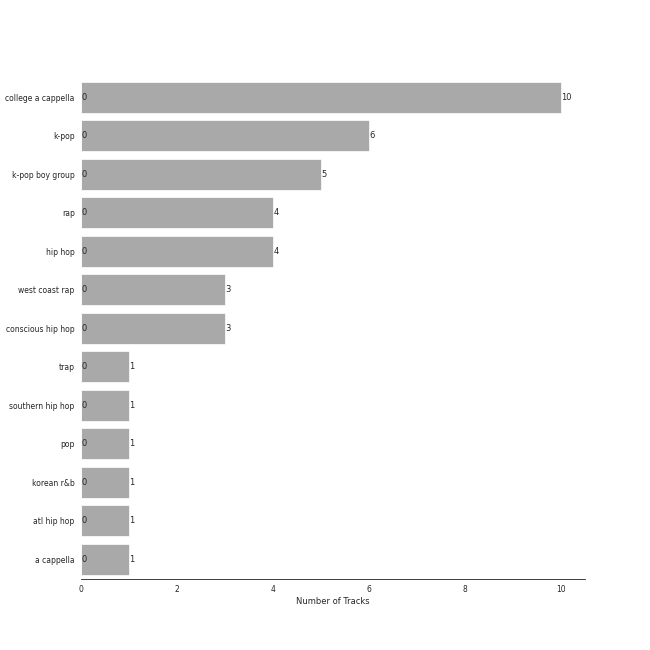 college a cappella 0 10
k-pop 0 6
k-pop boy group 0 5
rap 0 4
hip hop 0 4
west coast rap 0 3
conscious hip hop 0 3
trap 0 1
southern hip hop 0 1
pop 0 1
korean r&b 0 1
atl hip hop 0 1
a cappella 0 1
0 2 4 6 8 10
Number of Tracks